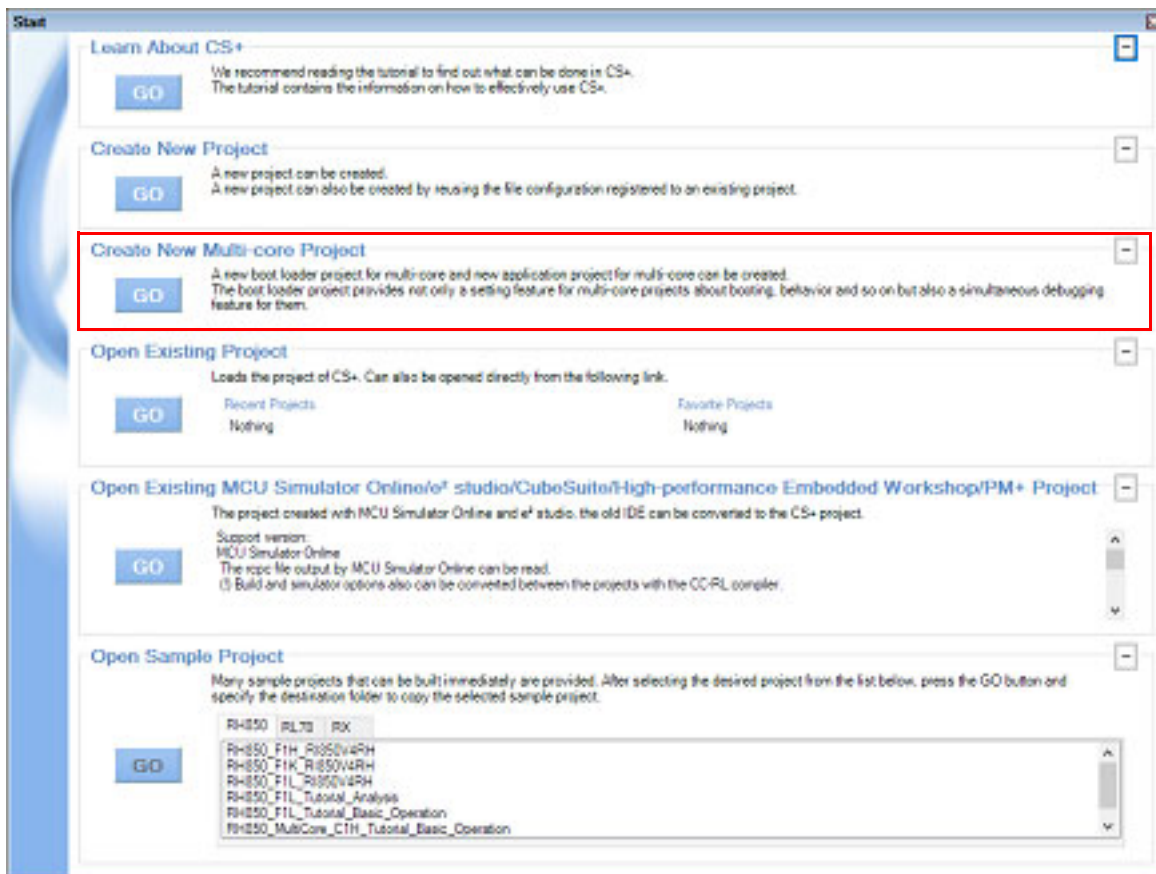 Start
Learn About CS+
GO
We recommend reading the tutorial to find out what can be done in CS+.
The tutorial contains the information on how to effectively use CS+.
Create New Project
GO
A new project can be created.
A new project can also be created by reusing the file configuration registered to an existing project.
Create New Multi-core Project
GO
A new boot loader project for multi-core and new application project for multi-core can be created.
The boot loader project provides not only a setting feature for multi-core projects about booting, behavior and so on but also a simultaneous debugging
feature for them.
Open Existing Project
GO
Loads the project of CS+. Can also be opened directly from the following link.
Recent Projects
Favorite Projects
Nothing
Nothing
Open Existing MCU Simulator Online/e² studio/CubeSuite/High-performance Embedded Workshop/PM+ Project
GO
The project created with MCU Simulator Online and e² studio, the old IDE can be converted to the CS+ project.
Support version:
MCU Simulator Online
The repc file output by MCU Simulator Online can be read.
(!) Build and simulator options also can be converted between the projects with the CC-RL compiler.
Open Sample Project
GO
Many sample projects that can be built immediately are provided. After selecting the desired project from the list below, press the GO button and
specify the destination folder to copy the selected sample project.
RH850 RL78 RX
RH850_F1H_RI850V4RH
RH850_F1K_RI850V4RH
RH850_F1L_RI850V4RH
RH850_F1L_Tutorial_Analysis
RH850_F1L_Tutorial_Basic_Operation
RH850_MultiCore_C1H_Tutorial_Basic_Operation